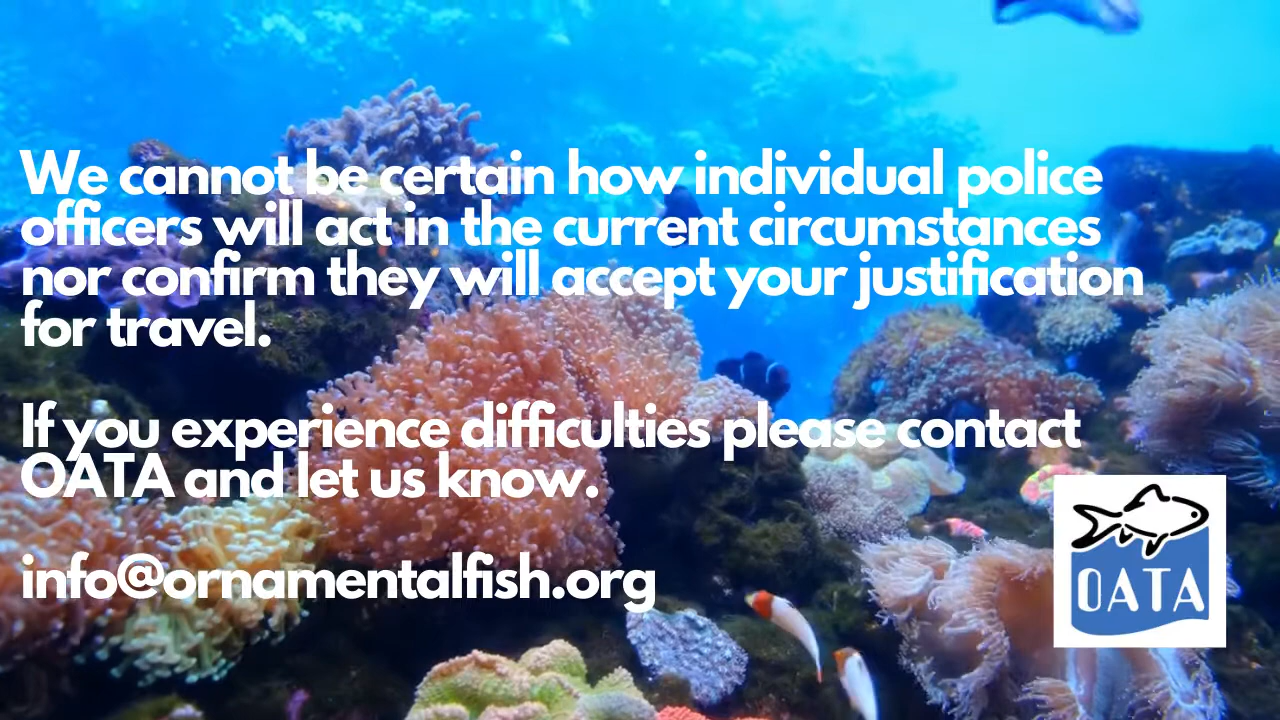 We cannot be certain how individual police
officers will act in the current circumstances
nor confirm they will accept your justification
for travel.
If you experience difficulties please contact
OATA and let us know.
info@ornamentalfish.org
OATA